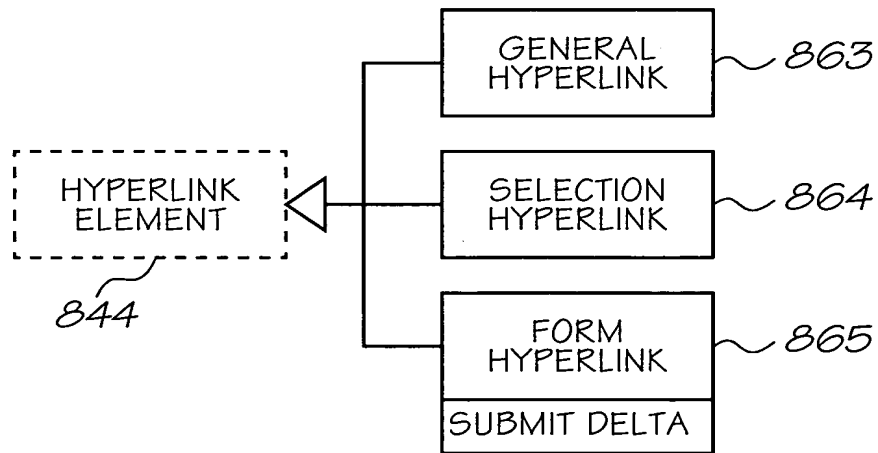 GENERAL
HYPERLINK
863
HYPERLINK
ELEMENT
844
SELECTION
HYPERLINK
864
FORM
HYPERLINK
865
SUBMIT DELTA